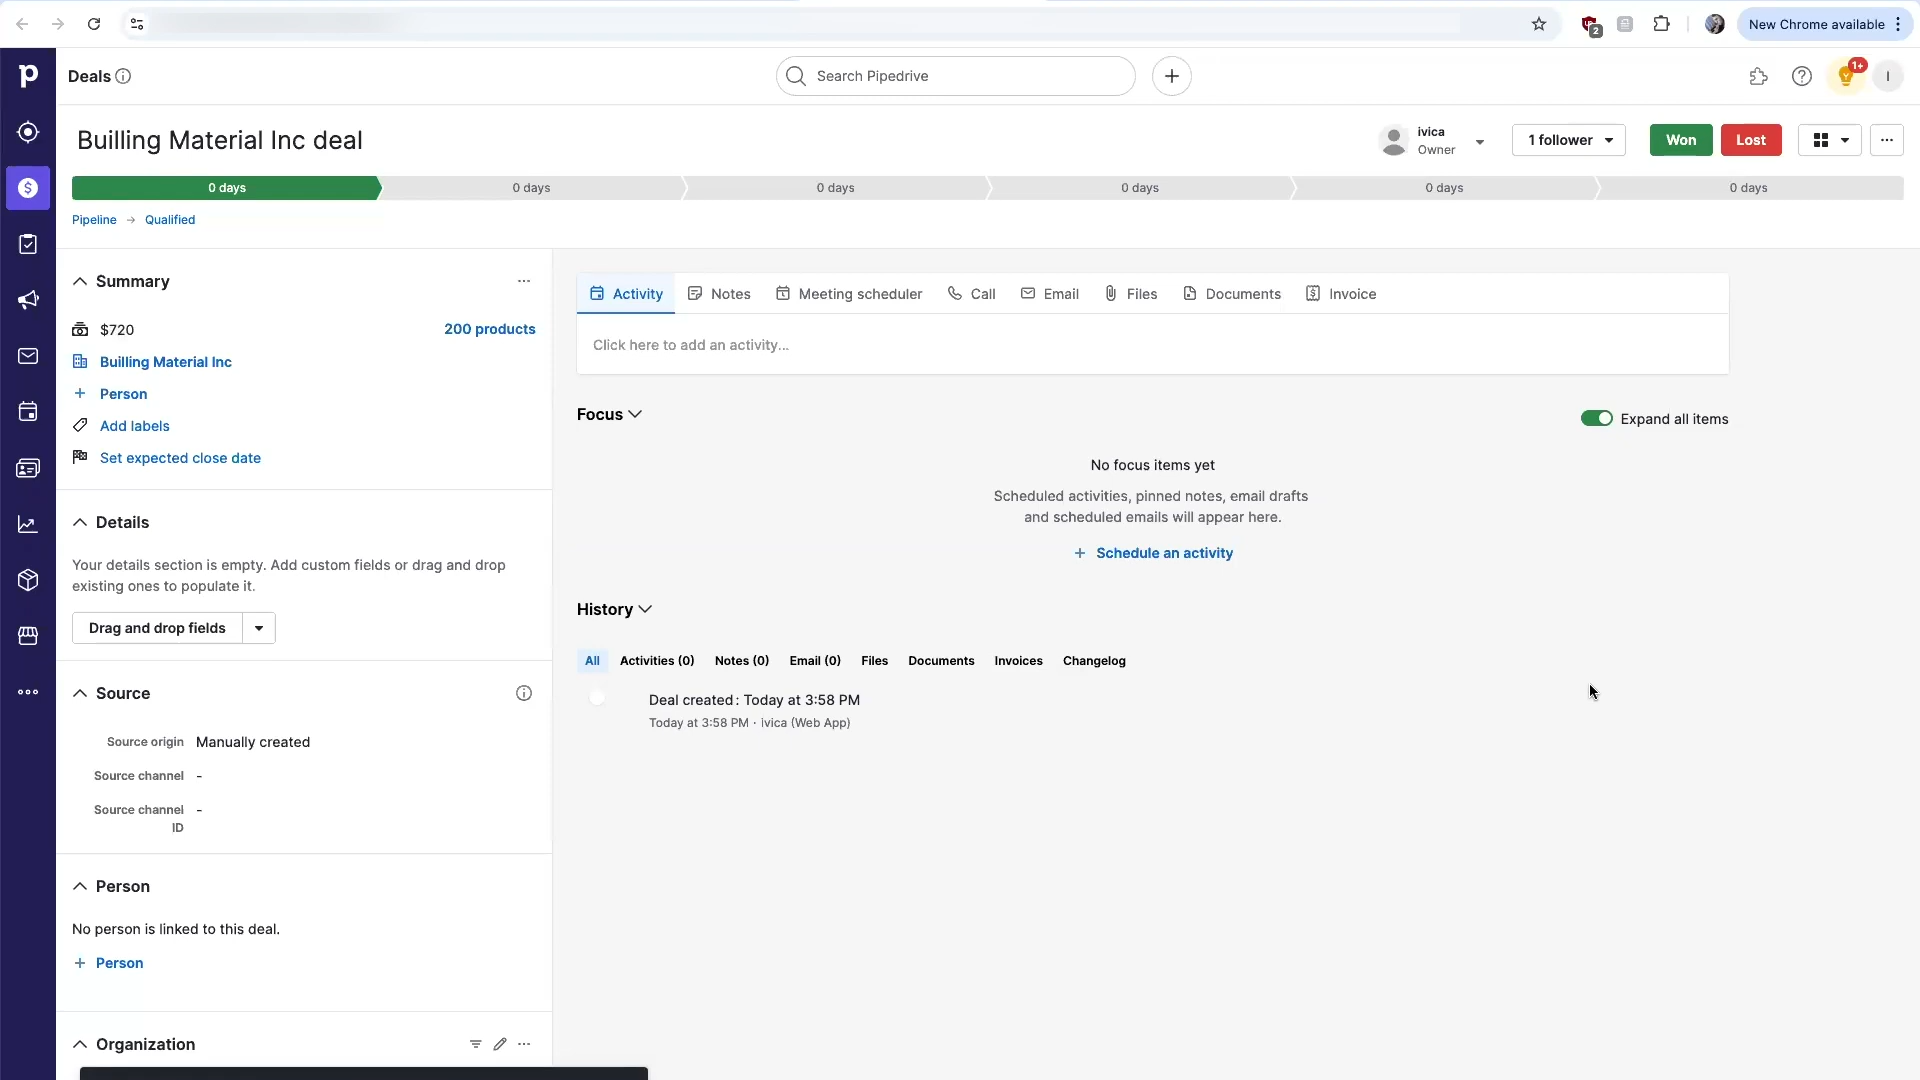 New Chrome available
2
p
Deals
Search Pipedrive
1+
I
Builling Material Inc deal
ivica
Owner
1 follower
Won
Lost
0 days
0 days
0 days
0 days
0 days
0 days
Pipeline → Qualified
Summary
$720
200 products
Builling Material Inc
+ Person
Add labels
Set expected close date
Details
Your details section is empty. Add custom fields or drag and drop
existing ones to populate it.
Drag and drop fields
Source
Source origin Manually created
Source channel -
Source channel -
ID
Person
No person is linked to this deal.
+ Person
Organization
Activity
Notes
Meeting scheduler
Call
Email
Files
Documents
Invoice
Click here to add an activity...
Focus
Expand all items
No focus items yet
Scheduled activities, pinned notes, email drafts
and scheduled emails will appear here.
+ Schedule an activity
History
All
Activities (0)
Notes (0)
Email (0)
Files
Documents
Invoices
Changelog
Deal created: Today at 3:58 PM
Today at 3:58 PM · ivica (Web App)